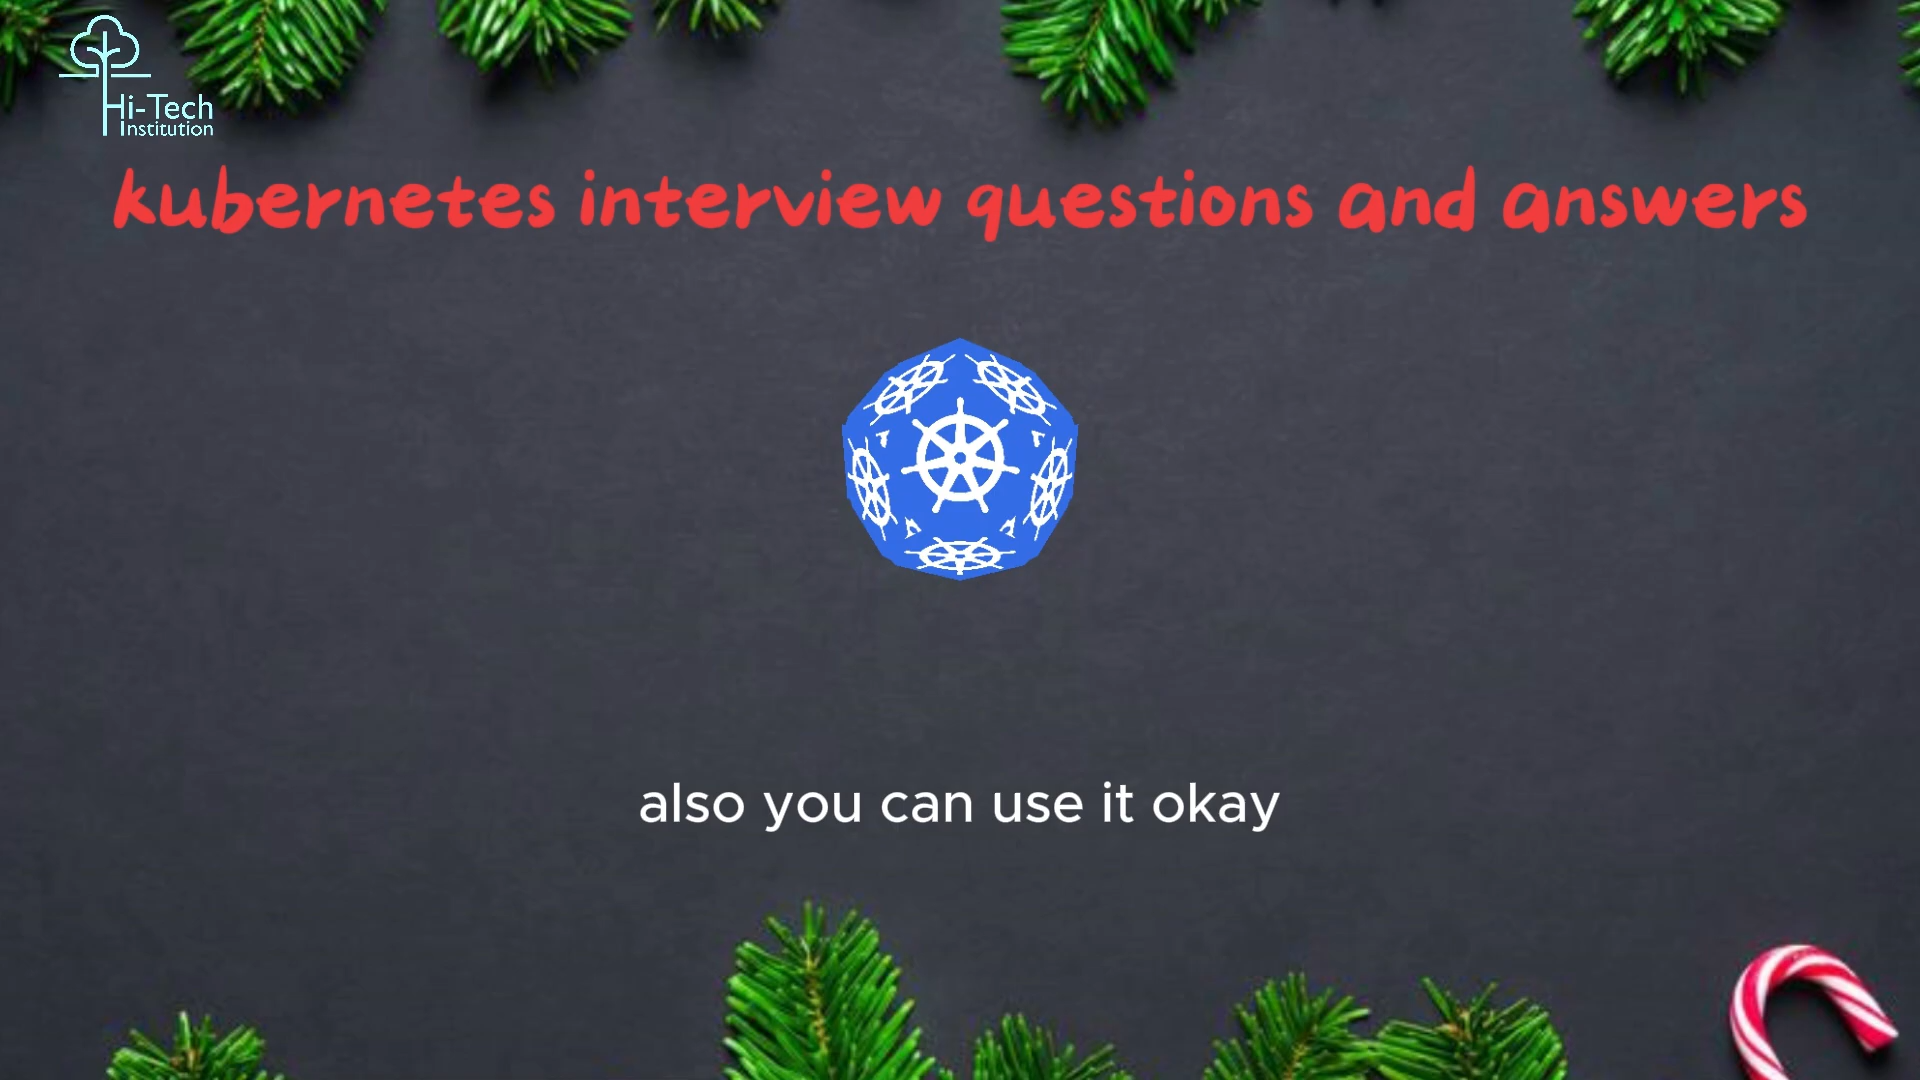 Hi-Tech
Institution
kubernetes interview questions and answers
also you can use it okay